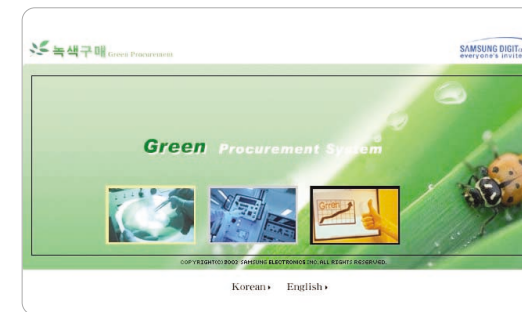 녹색구매 Green Procurement
SAMSUNG DIGIT
everyone's invite
Green Procurement System
Green
COPYRIGHT(C) 2003 SAMSUNG ELECTRONICS INC. ALL RIGHTS RESERVED.
Korean English